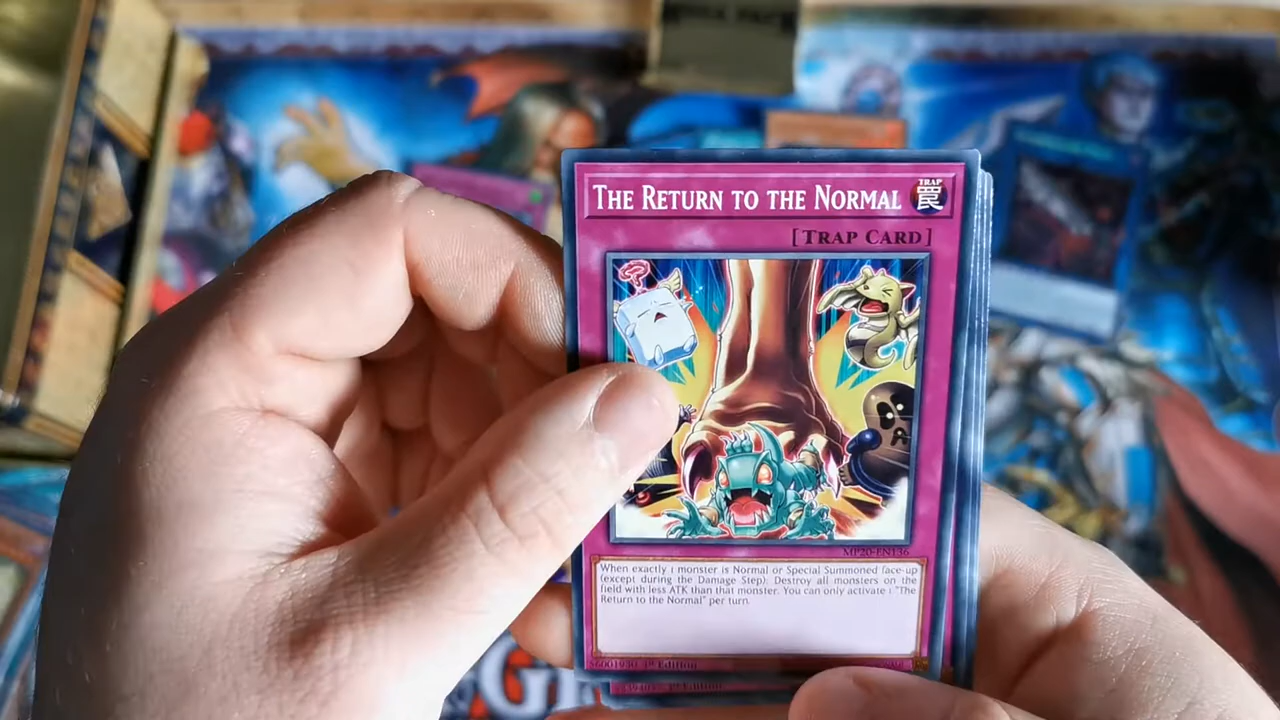 THE RETURN TO THE NORMAL
TRAP
罠
[TRAP CARD]
MP20-EN136
When exactly 1 monster is Normal or Special Summoned face-up
(except during the Damage Step): Destroy all monsters on the
field with less ATK than that monster. You can only activate 1 "The
Return to the Normal" per turn.
1st Edition
1st Edition